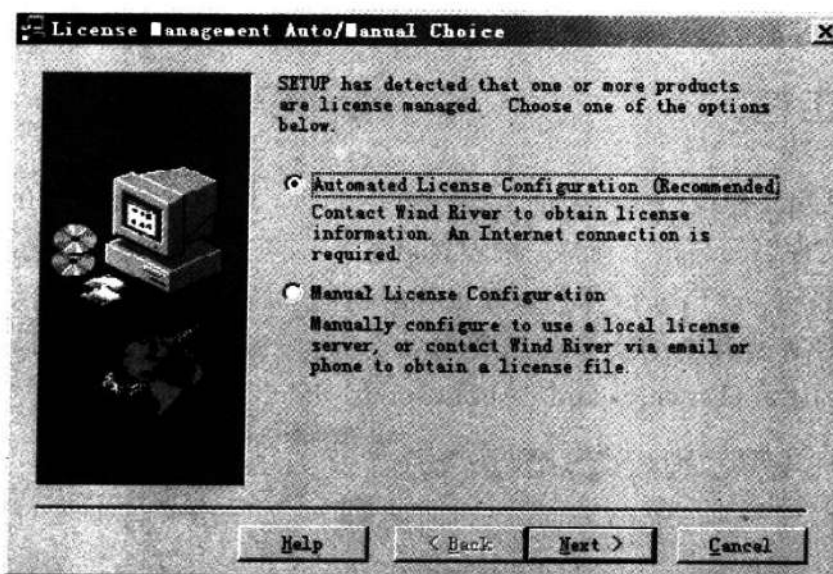 License Management Auto/Manual Choice
SETUP has detected that one or more products
are license managed. Choose one of the options
below.
Automated License Configuration (Recommended)
Contact Wind River to obtain license
information. An Internet connection is
required.
Manual License Configuration
Manually configure to use a local license
server, or contact Wind River via email or
phone to obtain a license file.
Help
< Back
Next >
Cancel